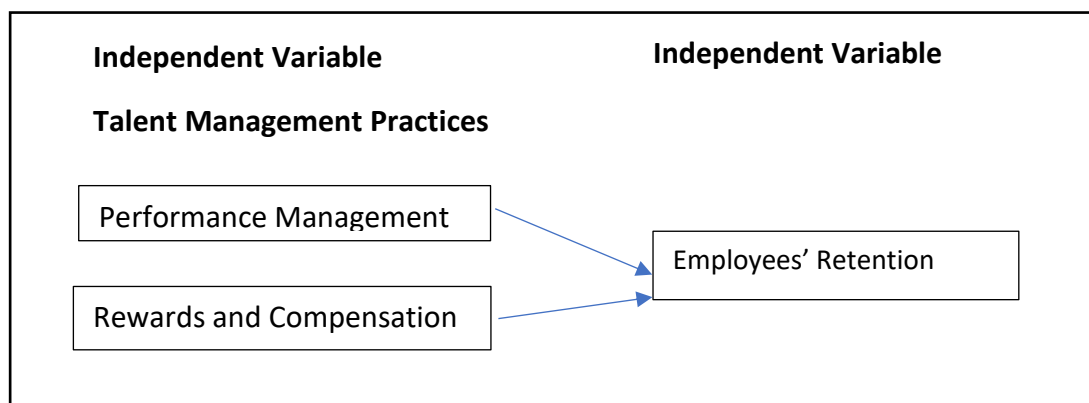 Independent Variable
Independent Variable
Talent Management Practices
Performance Management
Employees’ Retention
Rewards and Compensation